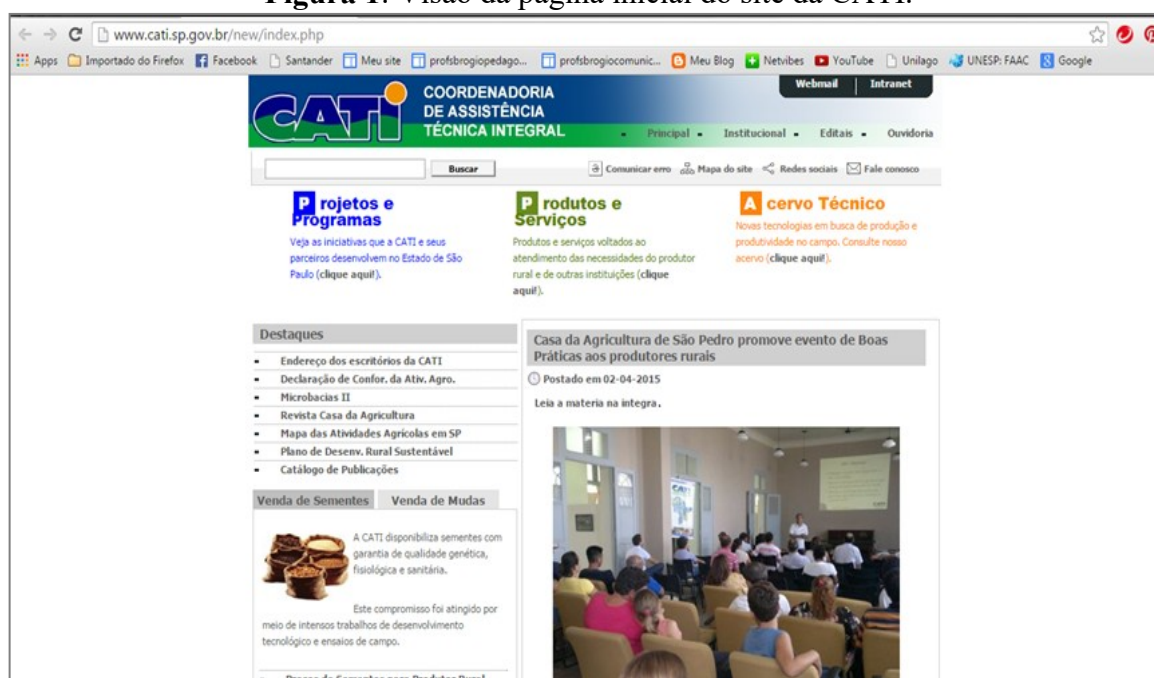 Figura 1: Visão da página inicial do site da CATI.
www.cati.sp.gov.br/new/index.php
Apps Importado do Firefox Facebook Santander Meu site profsbrogiopedago... profsbrogiocomunic... Meu Blog Netvibes YouTube Unilago UNESP: FAAC Google
Webmail Intranet
CATI
COORDENADORIA
DE ASSISTÊNCIA
TÉCNICA INTEGRAL
Principal Institucional Editais Ouvidoria
Buscar Comunicar erro Mapa do site Redes sociais Fale conosco
Projetos e
Programas
Veja as iniciativas que a CATI e seus
parceiros desenvolvem no Estado de São
Paulo (clique aqui!).
Produtos e
Serviços
Produtos e serviços voltados ao
atendimento das necessidades do produtor
rural e de outras instituições (clique
aqui!).
Acervo Técnico
Novas tecnologias em busca de produção e
produtividade no campo. Consulte nosso
acervo (clique aqui!).
Destaques
Endereço dos escritórios da CATI
Declaração de Confor. da Ativ. Agro.
Microbacias II
Revista Casa da Agricultura
Mapa das Atividades Agrícolas em SP
Plano de Desenv. Rural Sustentável
Catálogo de Publicações
Venda de Sementes Venda de Mudas
A CATI disponibiliza sementes com
garantia de qualidade genética,
fisiológica e sanitária.
Este compromisso foi atingido por
meio de intensos trabalhos de desenvolvimento
tecnológico e ensaios de campo.
Casa da Agricultura de São Pedro promove evento de Boas
Práticas aos produtores rurais
Postado em 02-04-2015
Leia a materia na integra.
CATI